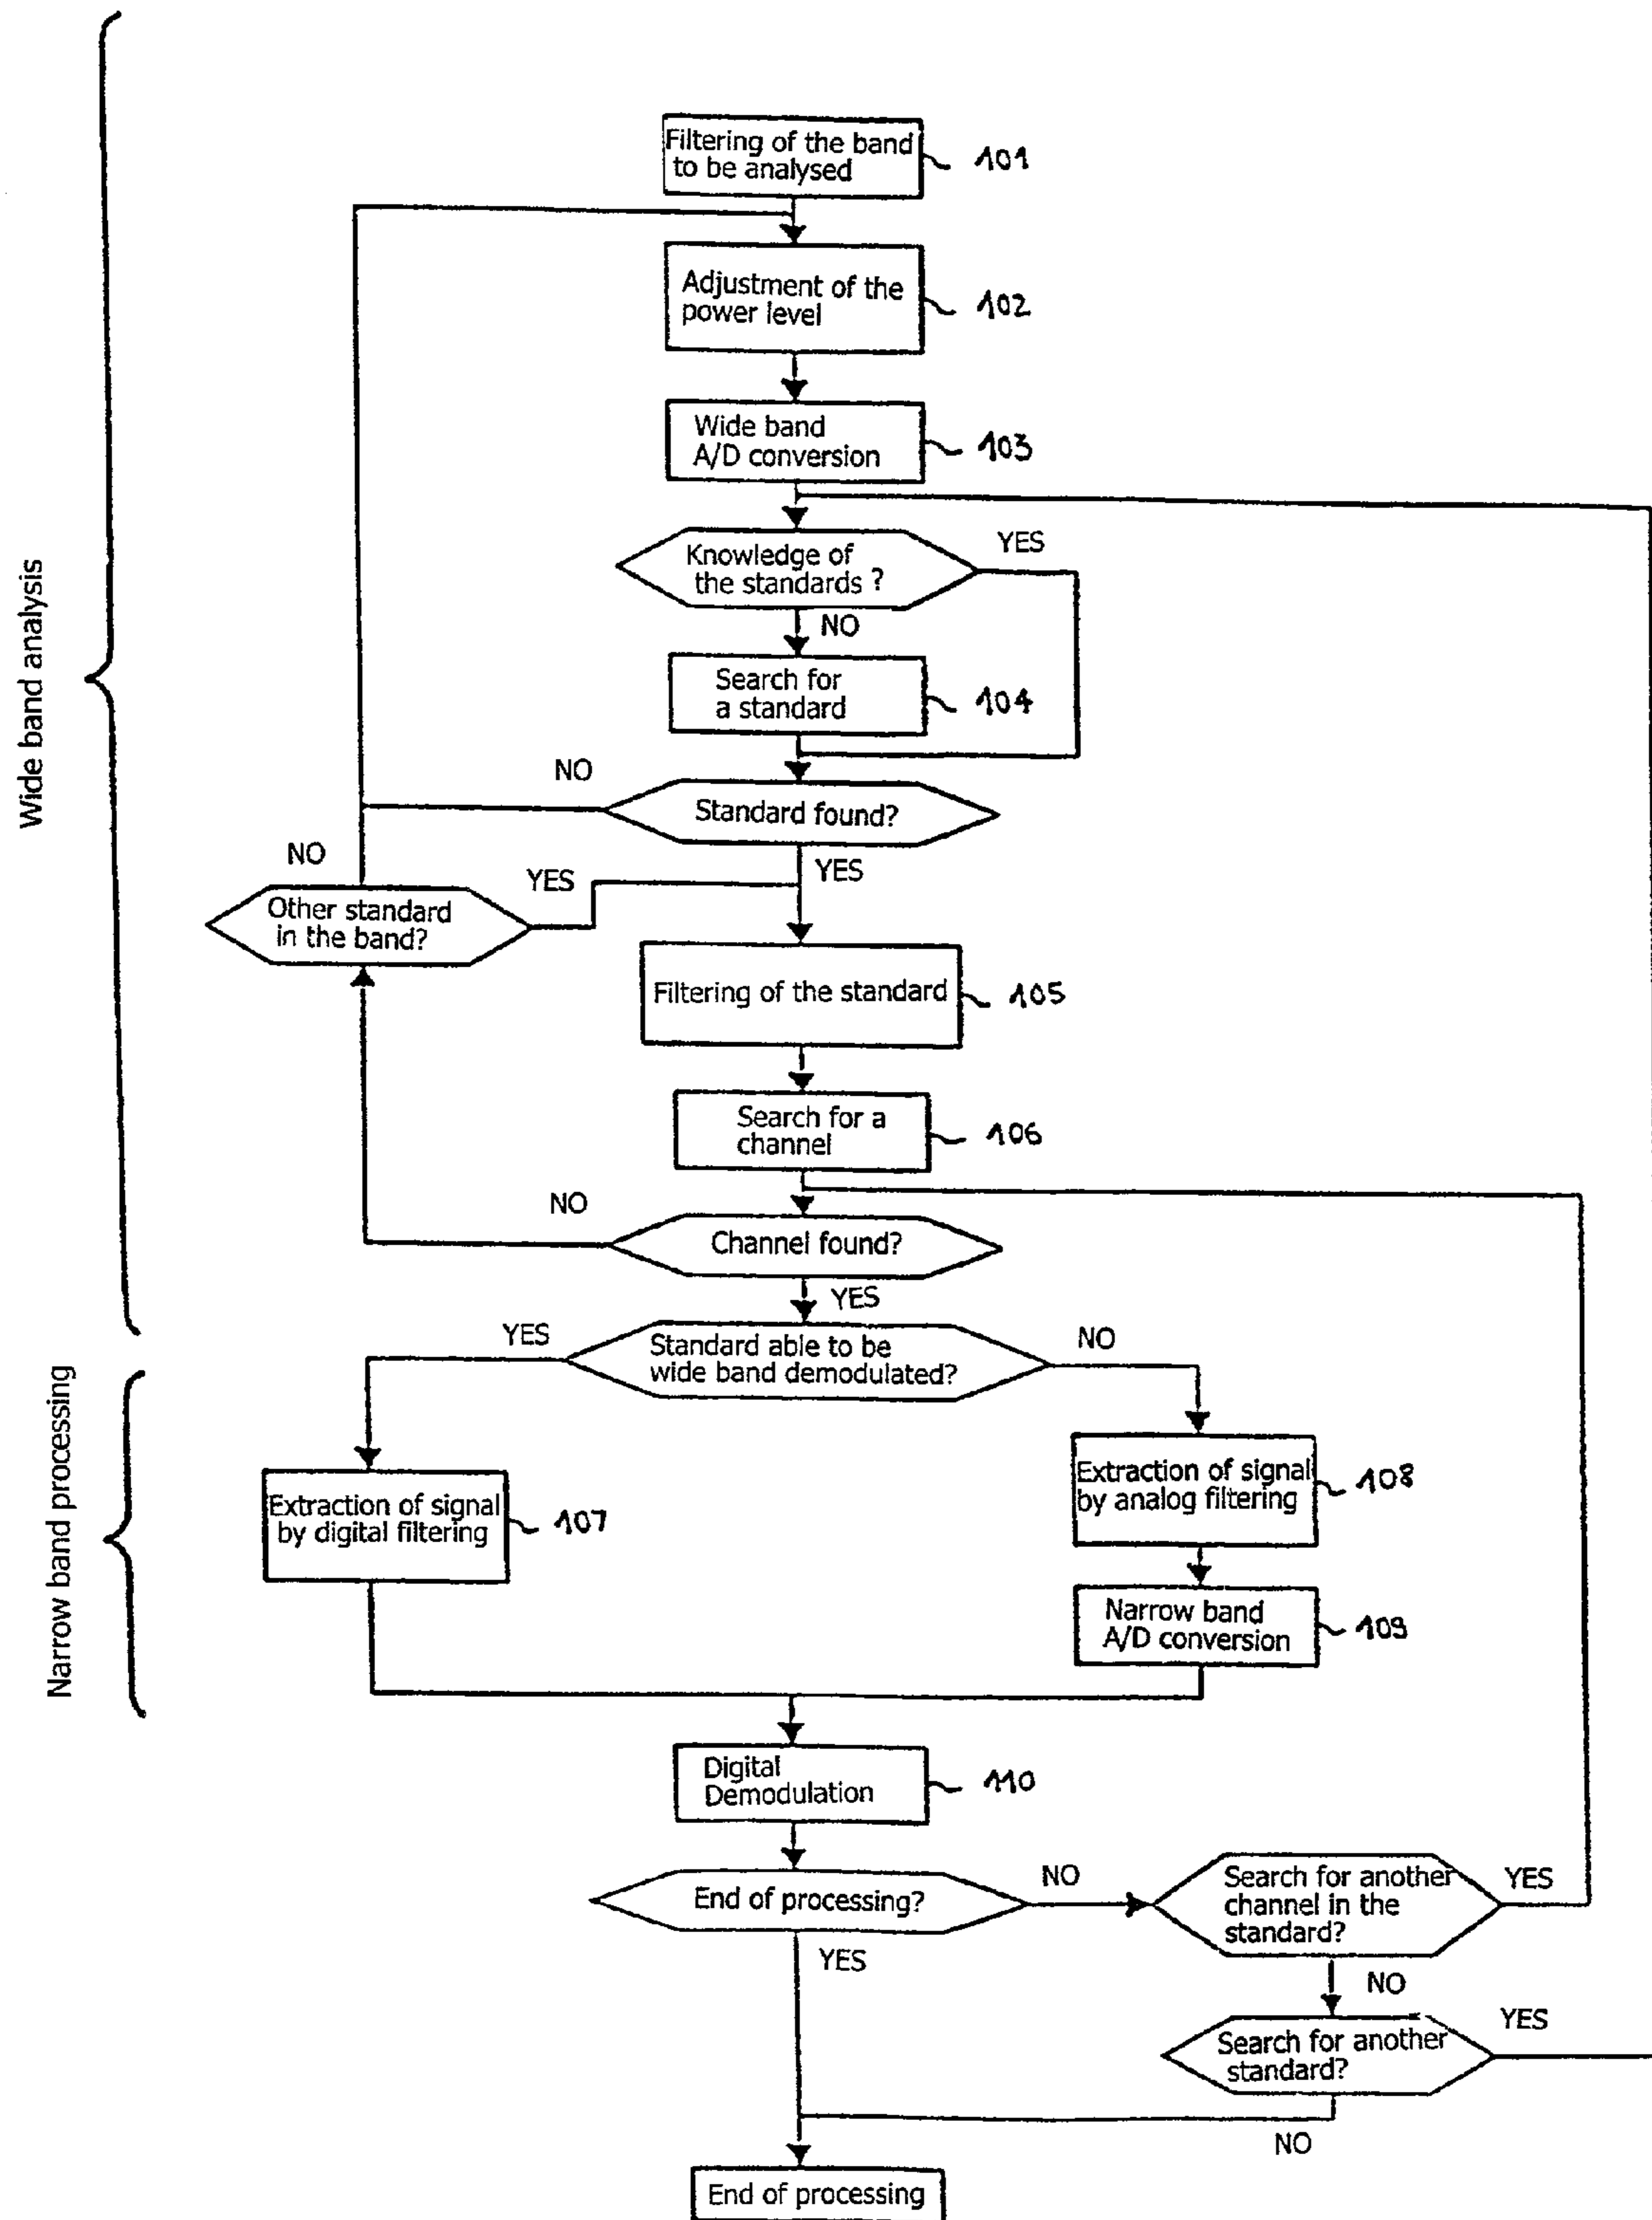 Filtering of the band
to be analysed
101
Adjustment of the
power level
102
Wide band
A/D conversion
103
Knowledge of
the standards ?
YES
NO
Search for
a standard
104
Wide band analysis
NO
Standard found?
YES
NO
YES
Other standard
in the band?
Filtering of the standard
105
Search for a
channel
106
NO
Channel found?
YES
YES
Standard able to be
wide band demodulated?
NO
Narrow band processing
Extraction of signal
by digital filtering
107
Extraction of signal
by analog filtering
108
Narrow band
A/D conversion
109
Digital
Demodulation
110
End of processing?
NO
YES
Search for another
channel in the
standard?
YES
NO
Search for another
standard?
YES
NO
End of processing